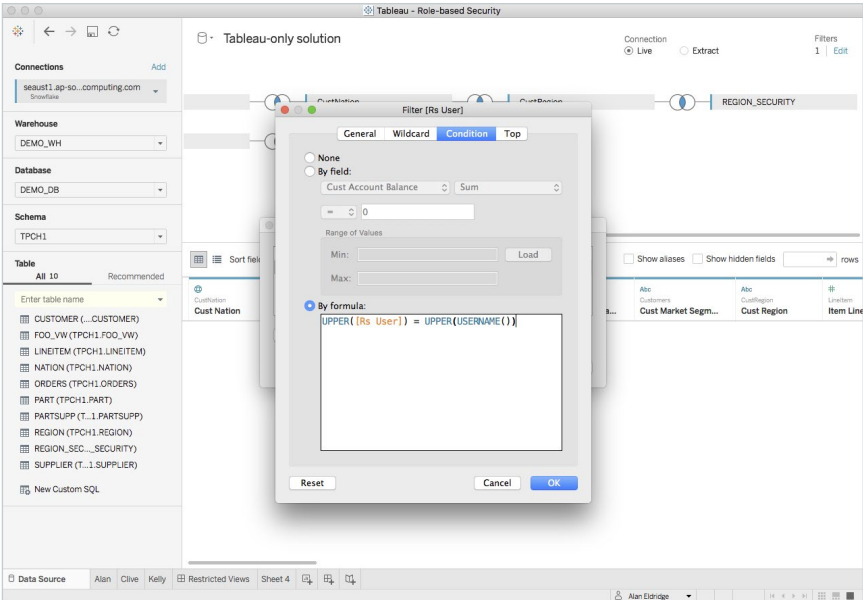 Tableau - Role-based Security
Tableau-only solution
Connection
Live
Extract
Filters
1
Edit
Connections
Add
seaust1.ap-so...computing.com
Snowflake
Warehouse
DEMO_WH
Database
DEMO_DB
Schema
TPCH1
Table
All 10
Recommended
Enter table name
CUSTOMER (....CUSTOMER)
FOO_VW (TPCH1.FOO_VW)
LINEITEM (TPCH1.LINEITEM)
NATION (TPCH1.NATION)
ORDERS (TPCH1.ORDERS)
PART (TPCH1.PART)
PARTSUPP (T...1.PARTSUPP)
REGION (TPCH1.REGION)
REGION_SEC..._SECURITY)
SUPPLIER (T...1.SUPPLIER)
New Custom SQL
CustNation
CustRegion
REGION_SECURITY
Filter [Rs User]
General
Wildcard
Condition
Top
None
By field:
Cust Account Balance
Sum
=
0
Range of Values
Min:
Load
Max:
By formula:
UPPER([Rs User]) = UPPER(USERNAME())
Reset
Cancel
OK
Sort fiel
Show aliases
Show hidden fields
rows
CustNation
Cust Nation
a...
Abc
Customers
Cust Market Segm...
Abc
CustRegion
Cust Region
#
LineItem
Item Line
Data Source
Alan
Clive
Kelly
Restricted Views
Sheet 4
Alan Eldridge